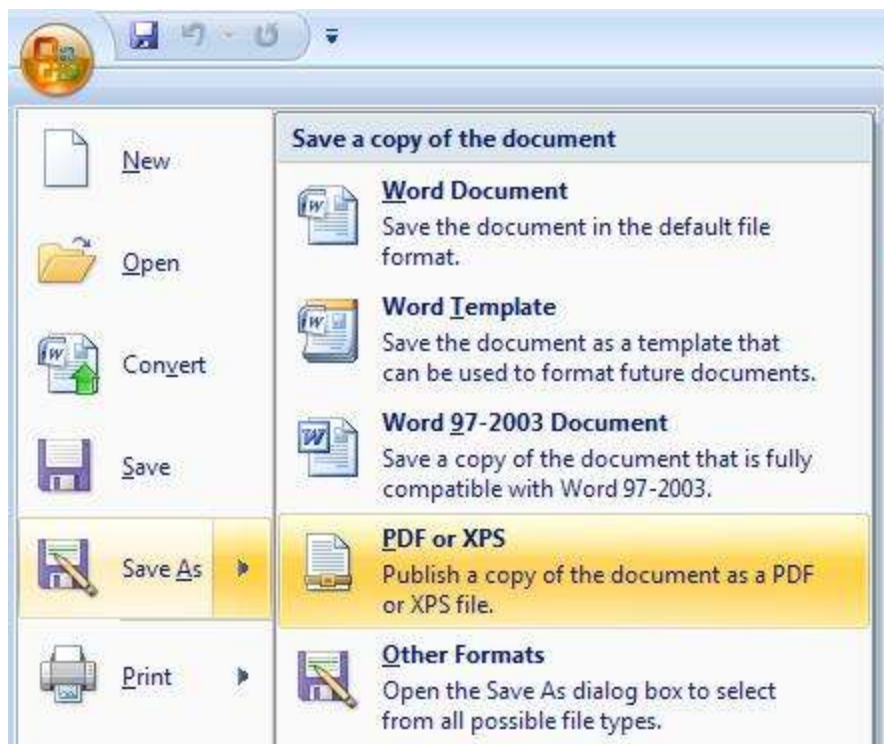 New
Open
Convert
Save
Save As
Print
Save a copy of the document
Word Document
Save the document in the default file
format.
Word Template
Save the document as a template that
can be used to format future documents.
Word 97-2003 Document
Save a copy of the document that is fully
compatible with Word 97-2003.
PDF or XPS
Publish a copy of the document as a PDF
or XPS file.
Other Formats
Open the Save As dialog box to select
from all possible file types.